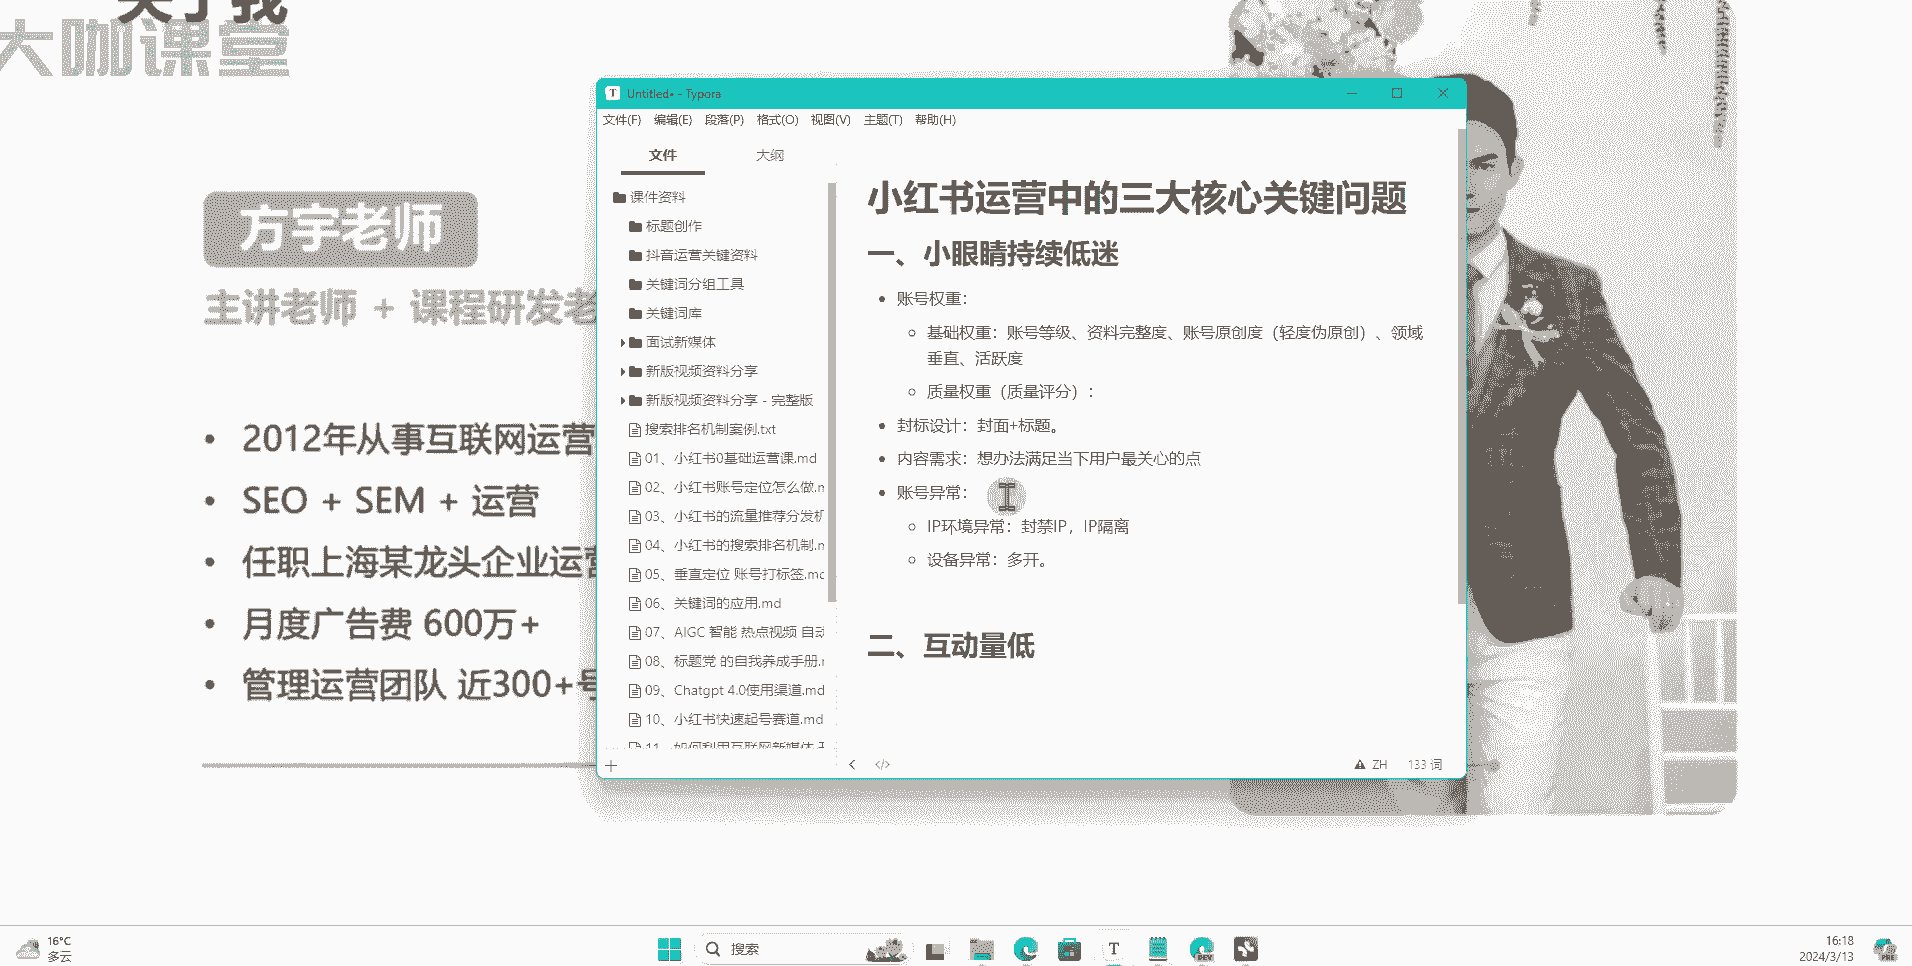 关于我
大咖课堂
方宇老师
主讲老师 + 课程研发老
2012年从事互联网运营
SEO + SEM + 运营
任职上海某龙头企业运营
月度广告费 600万+
管理运营团队 近300+号
Untitled• - Typora
文件(F) 编辑(E) 段落(P) 格式(O) 视图(V) 主题(T) 帮助(H)
文件 大纲
课件资料
标题创作
抖音运营关键资料
关键词分组工具
关键词库
面试新媒体
新版视频资料分享
新版视频资料分享 - 完整版
搜索排名机制案例.txt
01、小红书0基础运营课.md
02、小红书账号定位怎么做.m
03、小红书的流量推荐分发机
04、小红书的搜索排名机制.m
05、垂直定位 账号打标签.md
06、关键词的应用.md
07、AIGC 智能 热点视频 自动
08、标题党 的自我养成手册.m
09、Chatgpt 4.0使用渠道.md
10、小红书快速起号赛道.md
11、如何利用互联网新媒体
小红书运营中的三大核心关键问题
一、小眼睛持续低迷
账号权重：
基础权重：账号等级、资料完整度、账号原创度（轻度伪原创）、领域
垂直、活跃度
质量权重（质量评分）：
封标设计：封面+标题。
内容需求：想办法满足当下用户最关心的点
账号异常：
IP环境异常：封禁IP，IP隔离
设备异常：多开。
二、互动量低
ZH 133 词
16°C
多云
搜索
T
DEV
16:18
2024/3/13
PRE